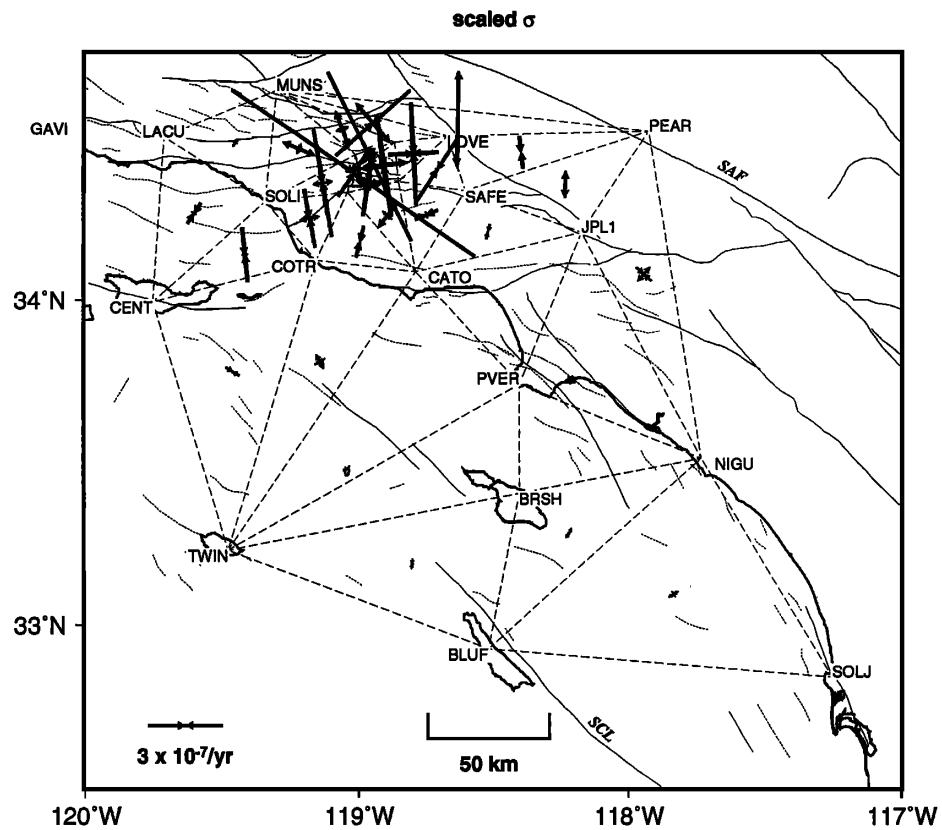 scaled σ
MUNS
GAVI
LACU
LOVE
PEAR
SAF
SOLI
SAFE
JPL1
COTR
CATO
CENT
34°N
PVER
NIGU
BRSH
TWIN
33°N
BLUF
SOLJ
SCL
3 x 10⁻⁷/yr
50 km
120°W
119°W
118°W
117°W